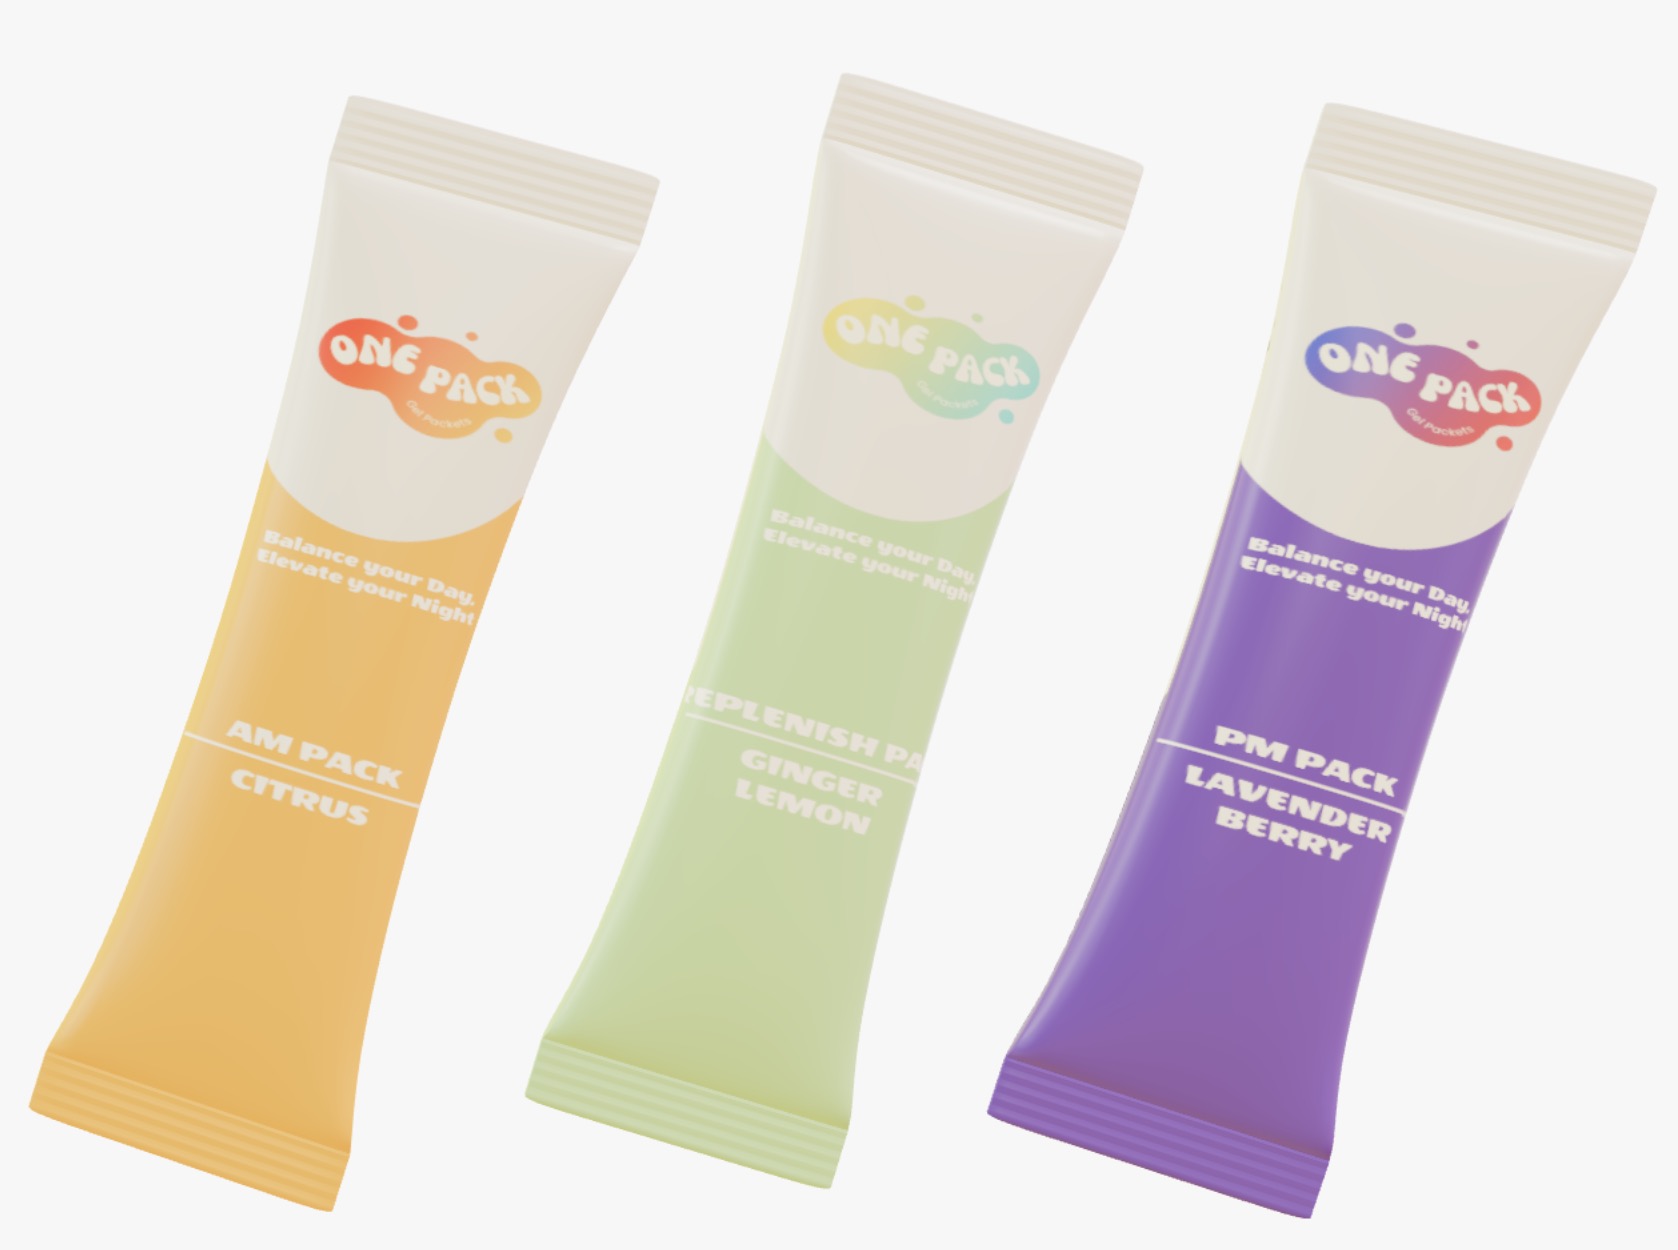 ONE PACK
Gel Packets
Balance your Day,
Elevate your Night
AM PACK
CITRUS
ONE PACK
Gel Packets
Balance your Day,
Elevate your Night
REPLENISH PA
GINGER
LEMON
ONE PACK
Gel Packets
Balance your Day,
Elevate your Night
PM PACK
LAVENDER
BERRY